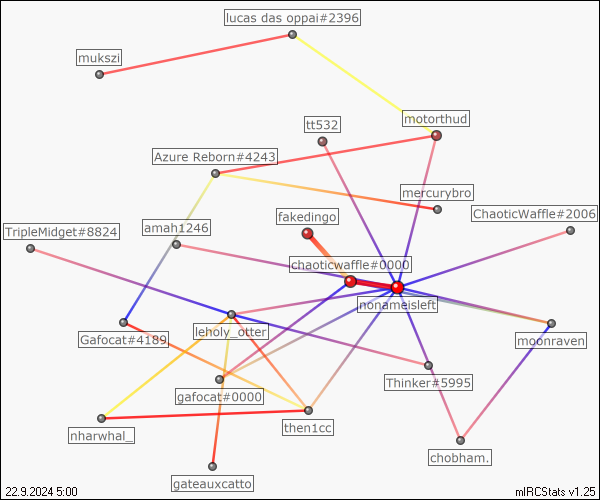 lucas das oppai#2396
mukszi
motorthud
tt532
Azure Reborn#4243
mercurybro
ChaoticWaffle#2006
fakedingo
amah1246
TripleMidget#8824
chaoticwaffle#0000
nonameisleft
leholy_otter
Gafocat#4189
moonraven
Thinker#5995
gafocat#0000
then1cc
nharwhal_
chobham.
gateauxcatto
22.9.2024 5:00
mIRCStats v1.25